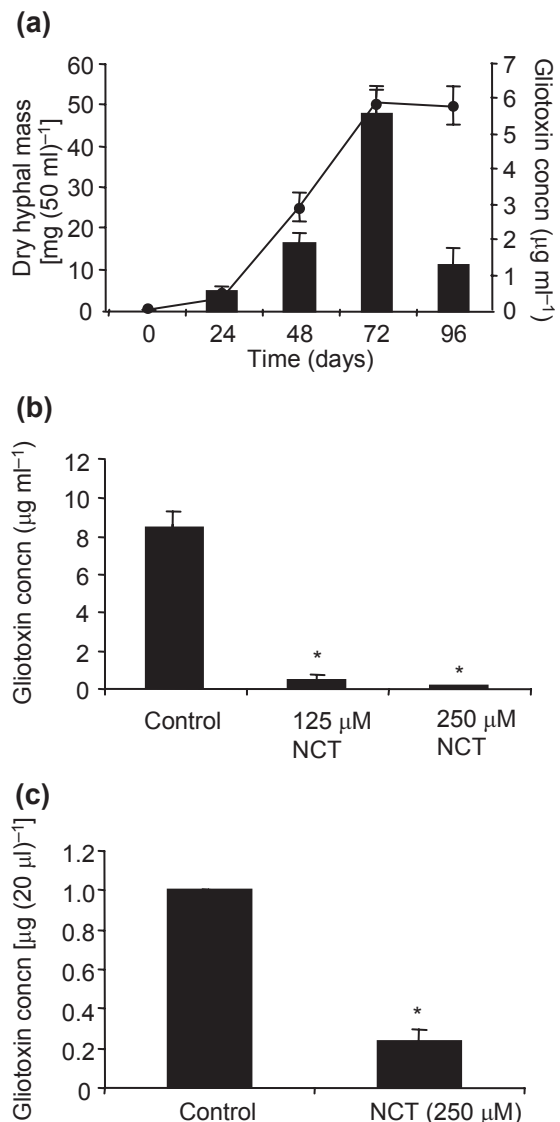 (a)
Dry hyphal mass
[mg (50 ml)⁻¹]
60
50
40
30
20
10
0
7
6
5
4
3
2
1
0
Gliotoxin concn (µg ml⁻¹)
0 24 48 72 96
Time (days)
(b)
Gliotoxin concn (µg ml⁻¹)
12
10
8
6
4
2
0
* *
Control 125 µM NCT 250 µM NCT
(c)
Gliotoxin concn [µg (20 µl)⁻¹]
1.2
1.0
0.8
0.6
0.4
0.2
0
*
Control NCT (250 µM)